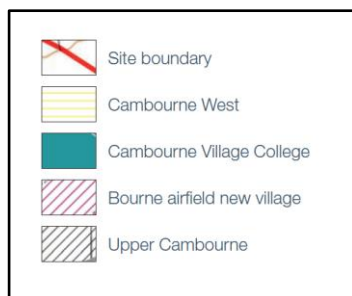 Site boundary
Cambourne West
Cambourne Village College
Bourne airfield new village
Upper Cambourne